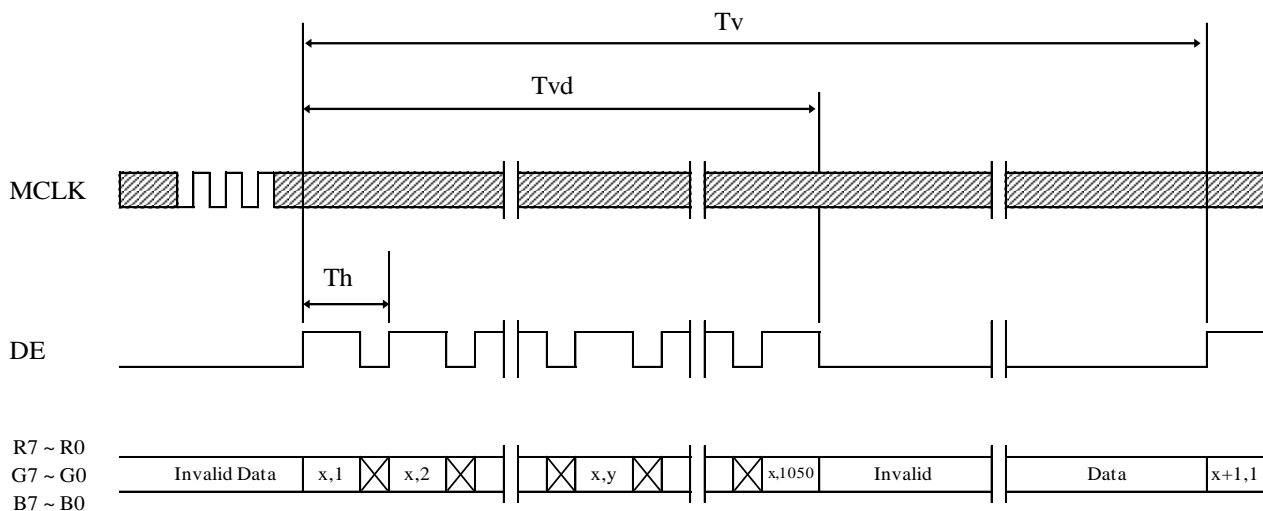 Tv
Tvd
MCLK
Th
DE
R7 ~ R0
G7 ~ G0
B7 ~ B0
Invalid Data x,1 x,2 x,y x,1050 Invalid Data x+1,1